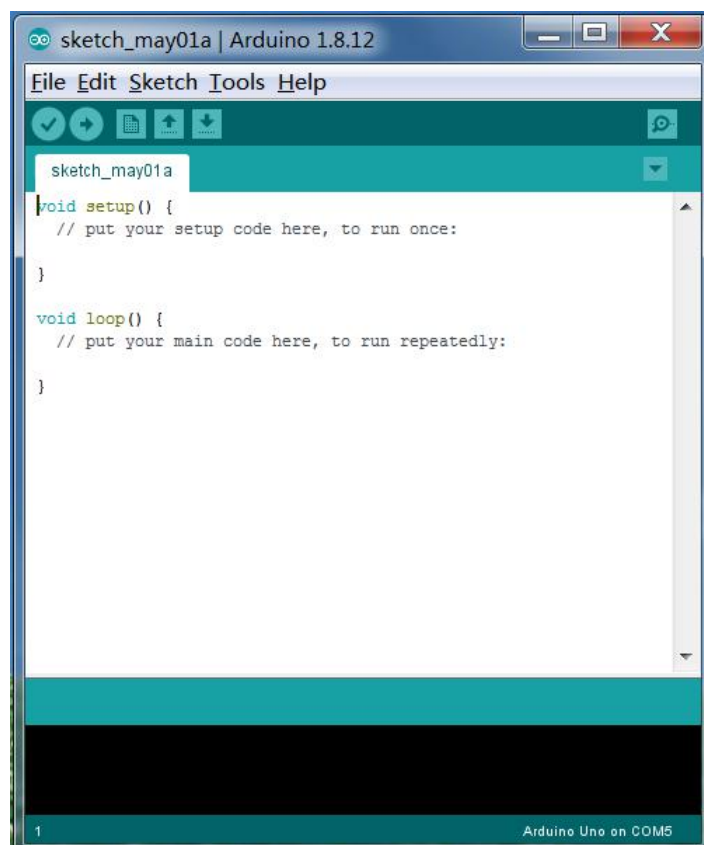 sketch_may01a | Arduino 1.8.12
File Edit Sketch Tools Help
sketch_may01a
void setup() {
  // put your setup code here, to run once:
}
void loop() {
  // put your main code here, to run repeatedly:
}
1 Arduino Uno on COM5